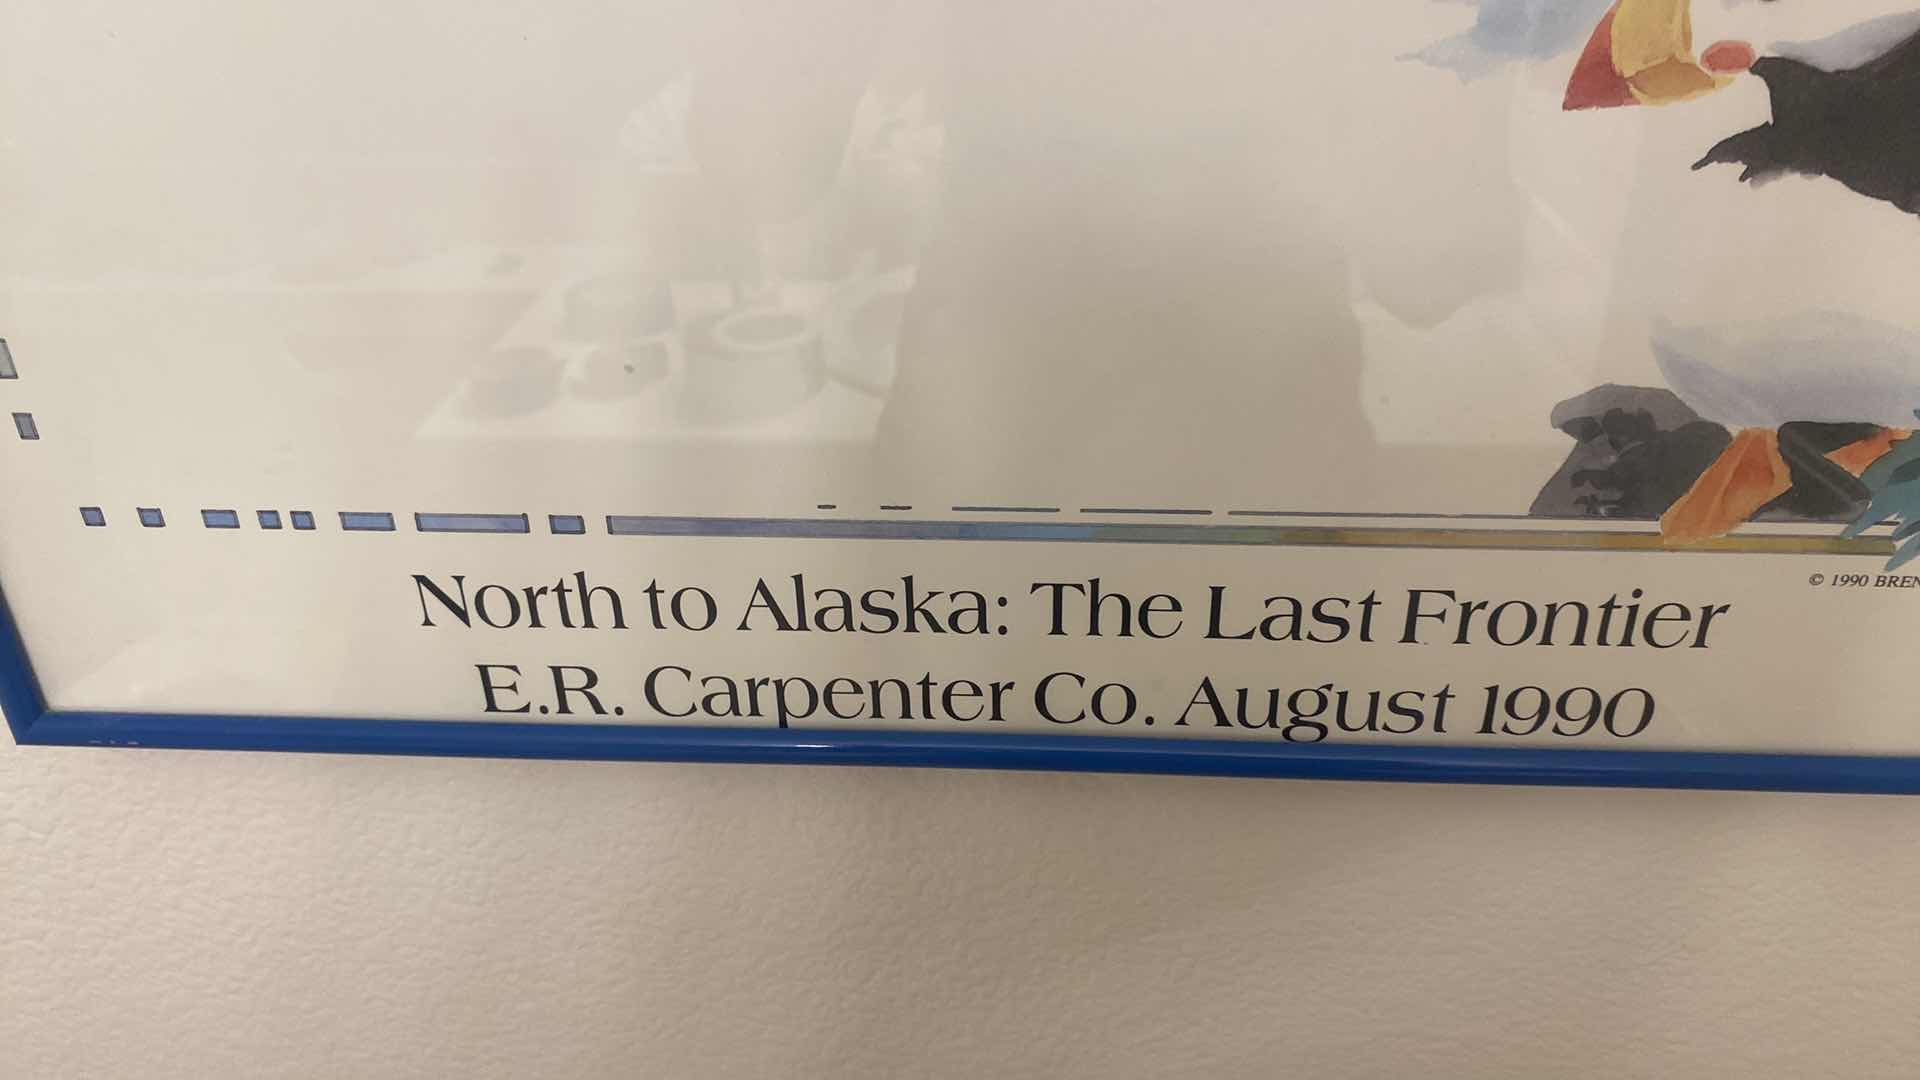 © 1990
North to Alaska: The Last Frontier
E.R. Carpenter Co. August 1990